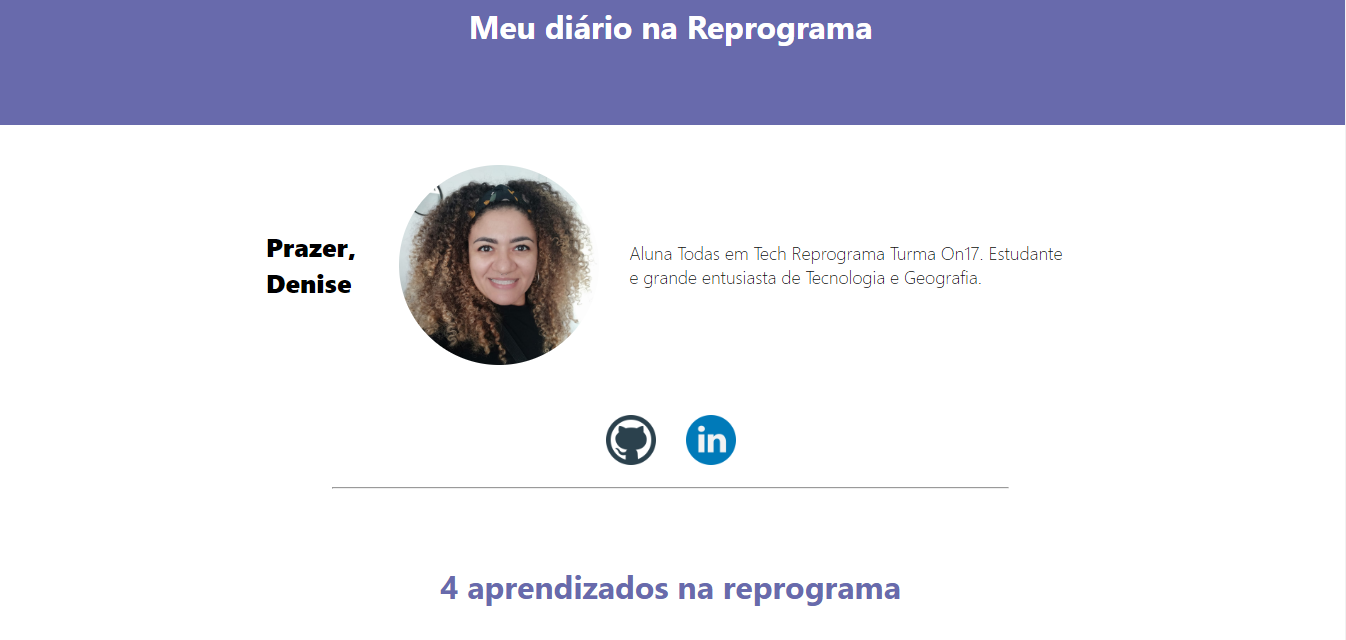 Meu diário na Reprograma
Prazer,
Denise
Aluna Todas em Tech Reprograma Turma On17. Estudante
e grande entusiasta de Tecnologia e Geografia.
in
4 aprendizados na reprograma